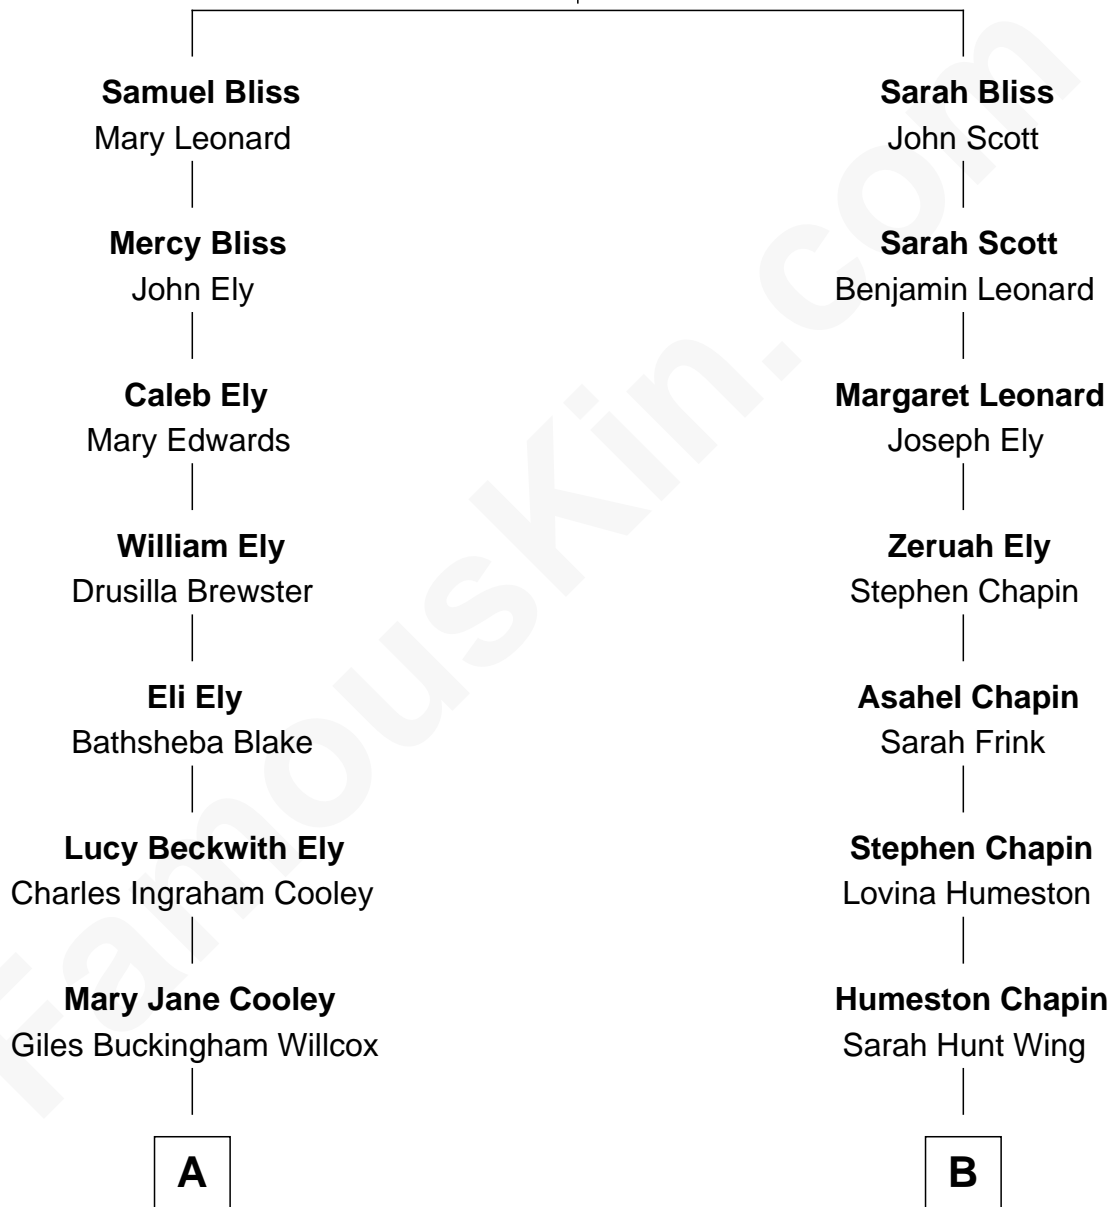 Samuel Bliss
Mary Leonard
Mercy Bliss
John Ely
Caleb Ely
Mary Edwards
William Ely
Drusilla Brewster
Eli Ely
Bathsheba Blake
Lucy Beckwith Ely
Charles Ingraham Cooley
Mary Jane Cooley
Giles Buckingham Willcox
A
Sarah Bliss
John Scott
Sarah Scott
Benjamin Leonard
Margaret Leonard
Joseph Ely
Zeruah Ely
Stephen Chapin
Asahel Chapin
Sarah Frink
Stephen Chapin
Lovina Humeston
Humeston Chapin
Sarah Hunt Wing
B
FamousKin.com